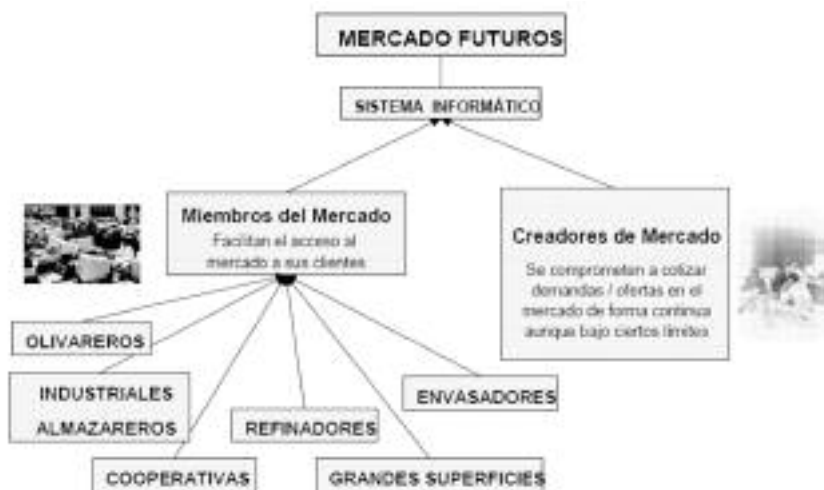 MERCADO FUTUROS
SISTEMA INFORMÁTICO
Miembros del Mercado
Facilitan el acceso al
mercado a sus clientes
Creadores de Mercado
Se comprometen a cotizar
demandas / ofertas en el
mercado de forma continua
aunque bajo ciertos límites
OLIVAREROS
INDUSTRIALES
ALMAZAREROS
COOPERATIVAS
REFINADORES
GRANDES SUPERFICIES
ENVASADORES